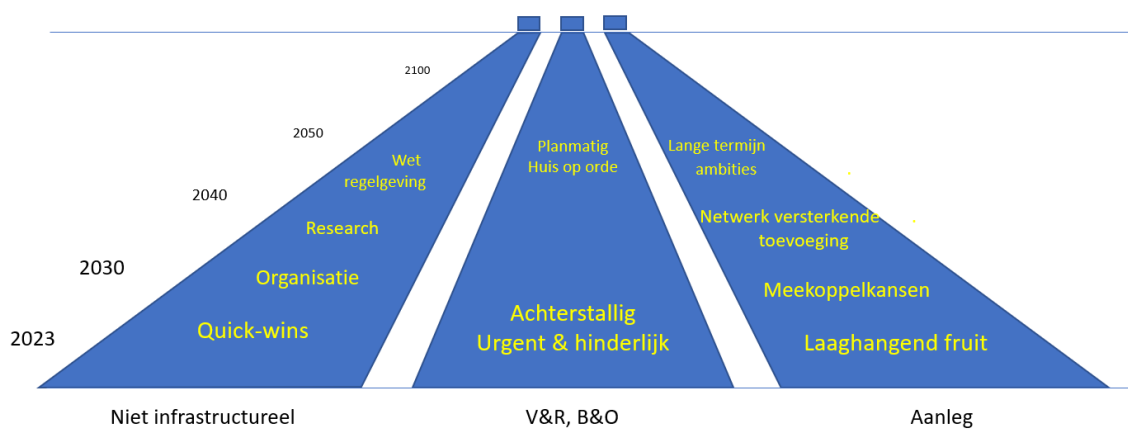 2100
2050
2040
2030
2023
Wet
regelgeving
Research
Organisatie
Quick-wins
Planmatig
Huis op orde
Achterstallig
Urgent & hinderlijk
Lange termijn
ambities
Netwerk versterkende
toevoeging
Meekoppelkansen
Laaghangend fruit
Niet infrastructureel
V&R, B&O
Aanleg